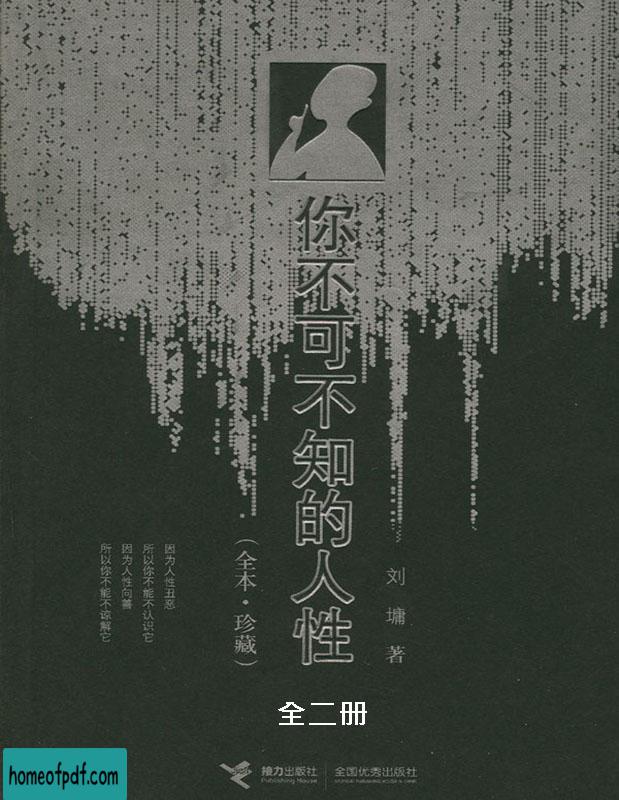 你不可不知的人性
(全本·珍藏)
刘墉 著
因为人性丑恶
所以你不能不认识它
因为人性向善
所以你不能不谅解它
全二册
接力出版社
Publishing House
全国优秀出版社
homeofpdf.com